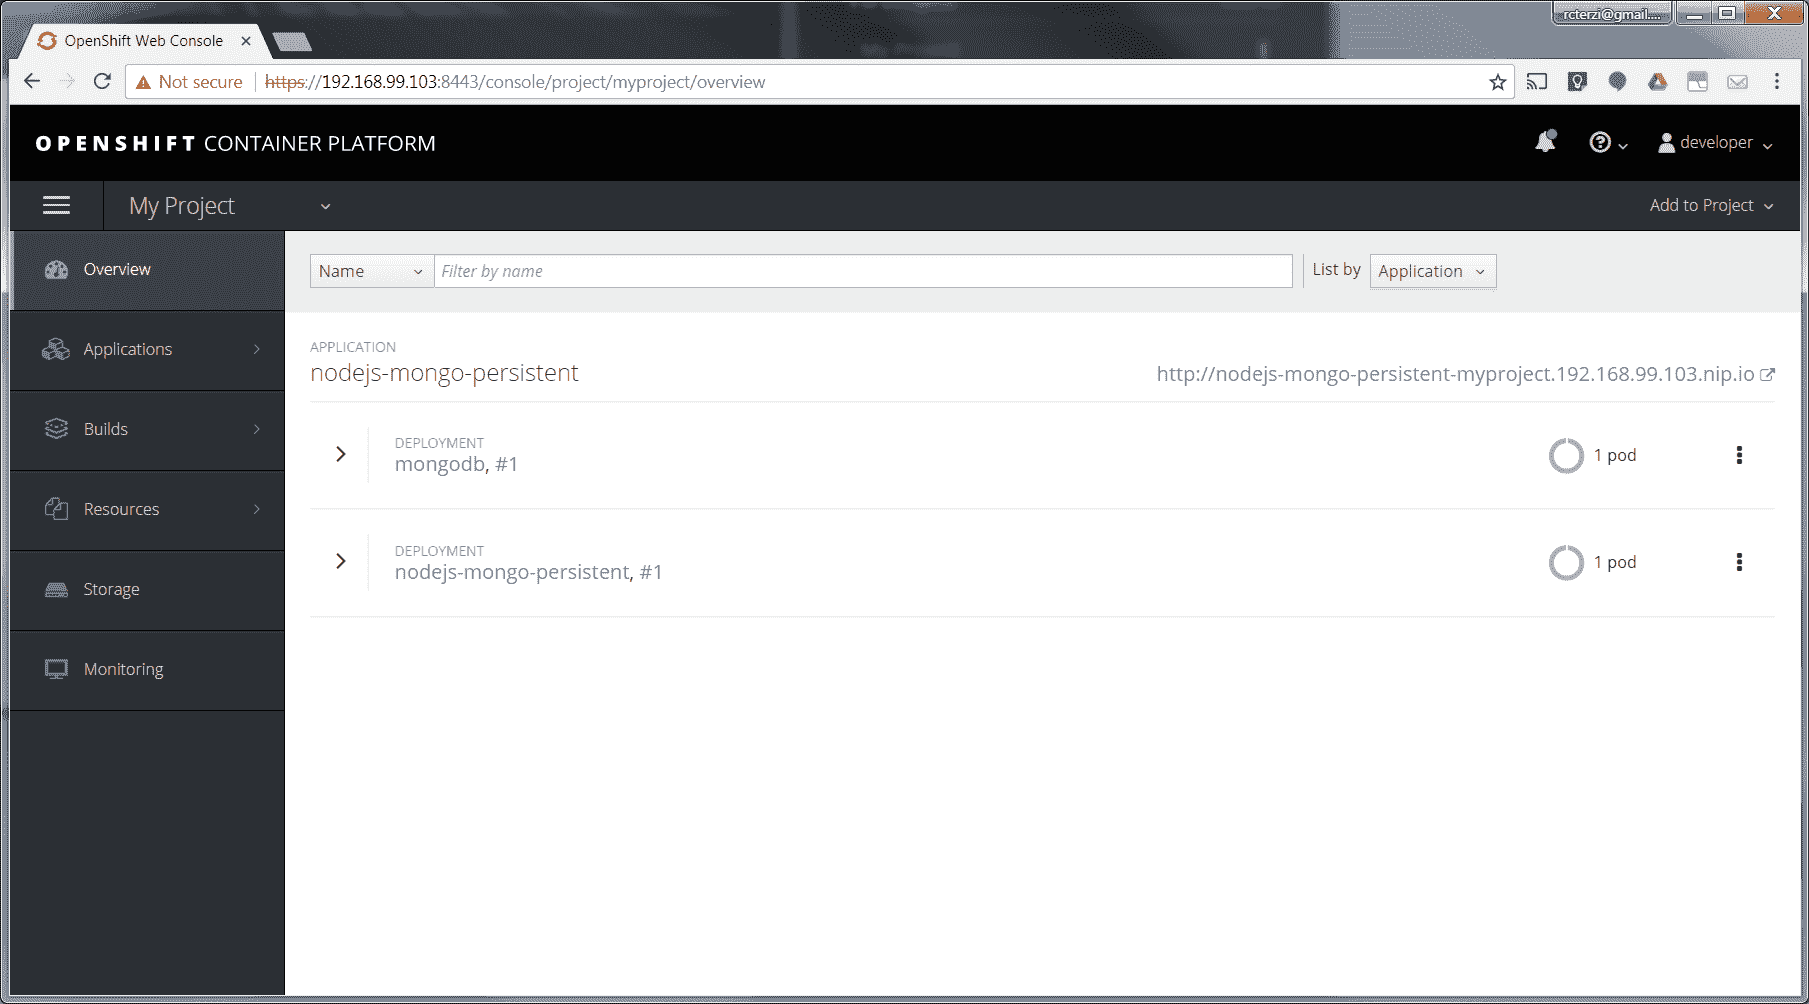 rcterzi@gmail....
OpenShift Web Console
Not secure https://192.168.99.103:8443/console/project/myproject/overview
OPENSHIFT CONTAINER PLATFORM
developer
My Project
Add to Project
Overview
Applications
Builds
Resources
Storage
Monitoring
Name Filter by name List by Application
APPLICATION
nodejs-mongo-persistent http://nodejs-mongo-persistent-myproject.192.168.99.103.nip.io
DEPLOYMENT
mongodb, #1 1 pod
DEPLOYMENT
nodejs-mongo-persistent, #1 1 pod